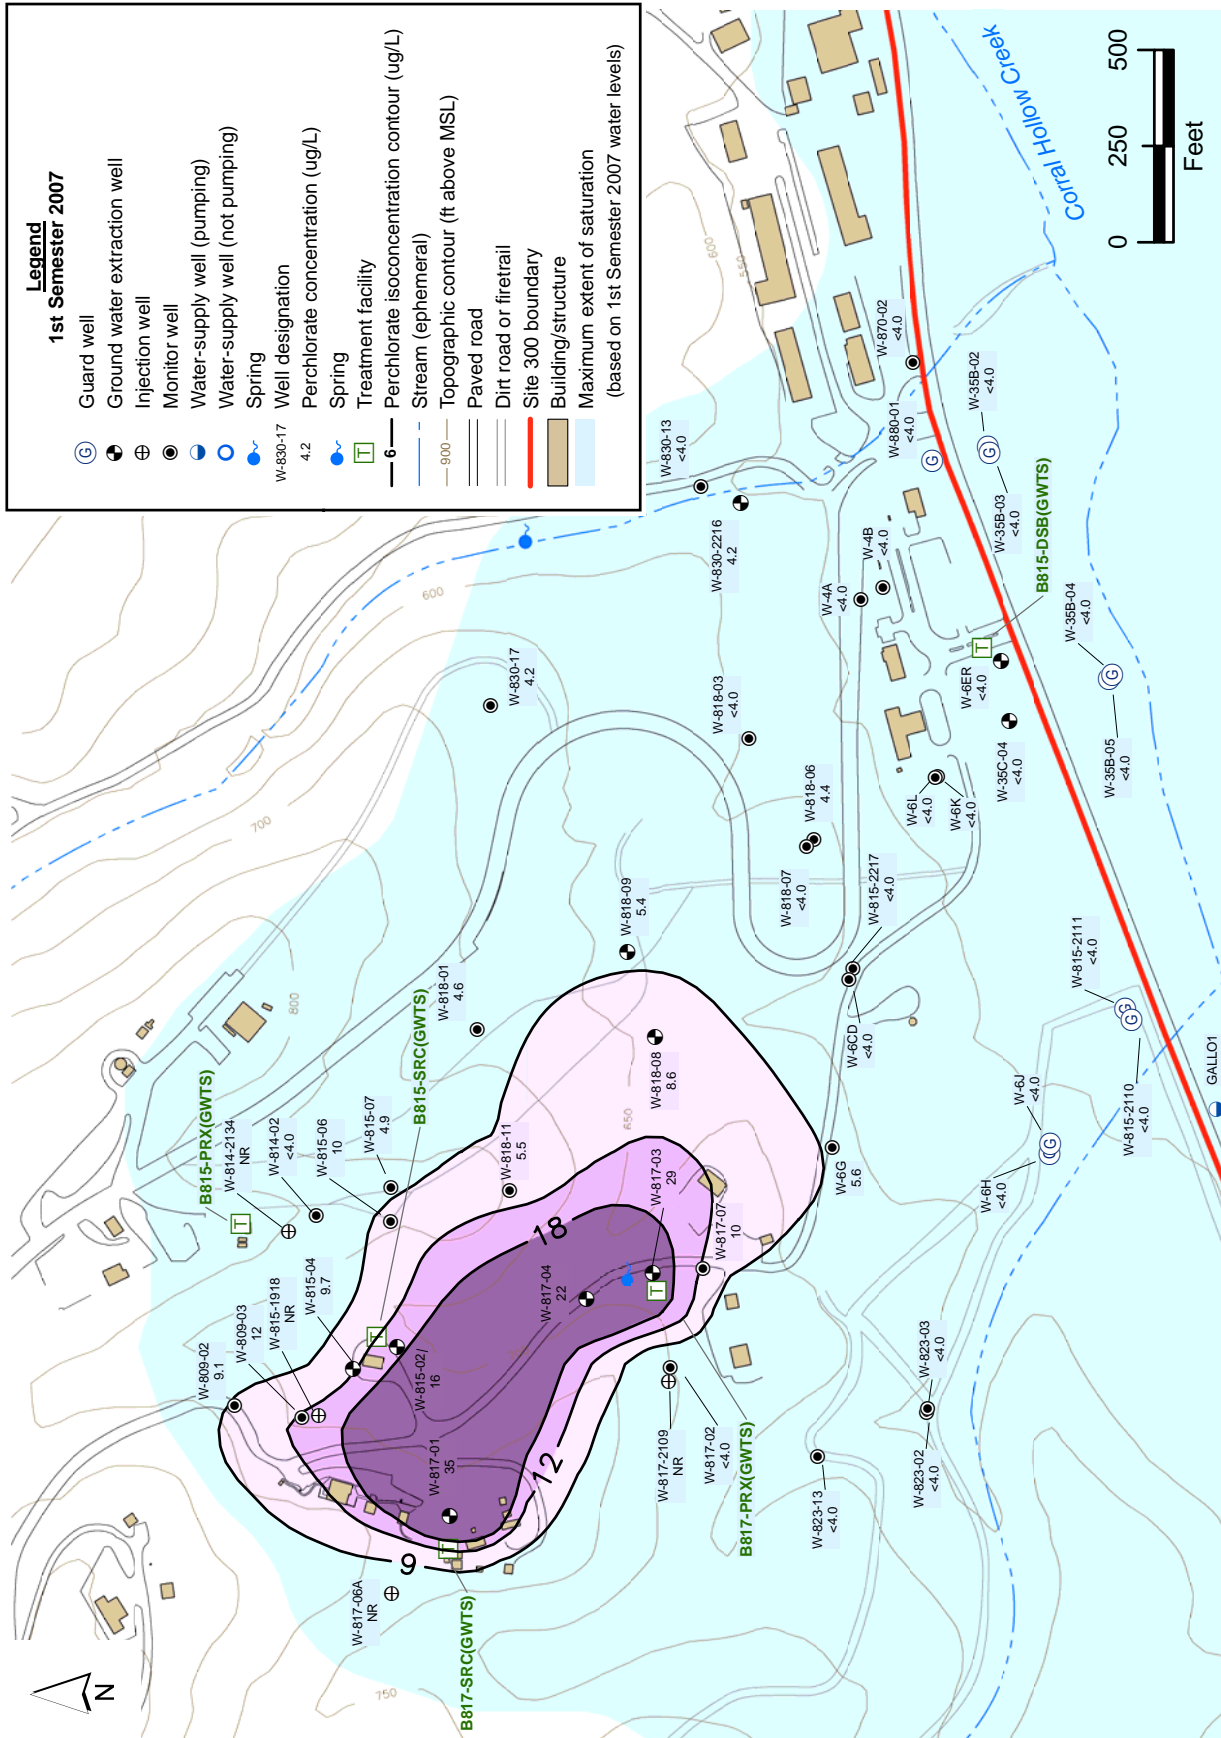 Legend
1st Semester 2007
Guard well
Ground water extraction well
Injection well
Monitor well
Water-supply well (pumping)
Water-supply well (not pumping)
Spring
W-830-17
Well designation
4.2
Perchlorate concentration (ug/L)
Spring
Treatment facility
6
Perchlorate isoconcentration contour (ug/L)
Stream (ephemeral)
900
Topographic contour (ft above MSL)
Paved road
Dirt road or firetrail
Site 300 boundary
Building/structure
Maximum extent of saturation
(based on 1st Semester 2007 water levels)
G
T
N
0
250
500
Feet
Corral Hollow Creek
600
550
600
700
800
650
750
9
12
18
B815-PRX(GWTS)
T
W-814-2134
NR
W-814-02
<4.0
W-815-06
10
W-815-07
4.9
B815-SRC(GWTS)
T
W-818-01
4.6
W-818-11
5.5
W-809-02
9.1
W-809-03
12
W-815-1918
NR
W-815-04
9.7
W-815-02/
16
W-817-01
35
W-817-04
22
W-817-03
29
W-817-07
10
W-817-06A
NR
B817-SRC(GWTS)
T
W-817-2109
NR
W-817-02
<4.0
B817-PRX(GWTS)
T
W-818-08
8.6
W-818-09
5.4
W-6G
5.6
W-6CD
<4.0
W-815-2217
<4.0
W-818-07
<4.0
W-818-06
4.4
W-818-03
<4.0
W-830-17
4.2
W-830-2216
4.2
W-830-13
<4.0
W-4A
<4.0
W-4B
<4.0
W-880-01
<4.0
G
W-870-02
<4.0
W-35B-02
<4.0
G
W-35B-03
<4.0
B815-DSB(GWTS)
T
W-6ER
<4.0
W-35C-04
<4.0
W-6L
<4.0
W-6K
<4.0
W-35B-04
<4.0
G
W-35B-05
<4.0
W-815-2111
<4.0
G
G
W-815-2110
<4.0
W-6J
<4.0
G
W-6H
<4.0
GALLO1
W-823-03
<4.0
W-823-02
<4.0
W-823-13
<4.0